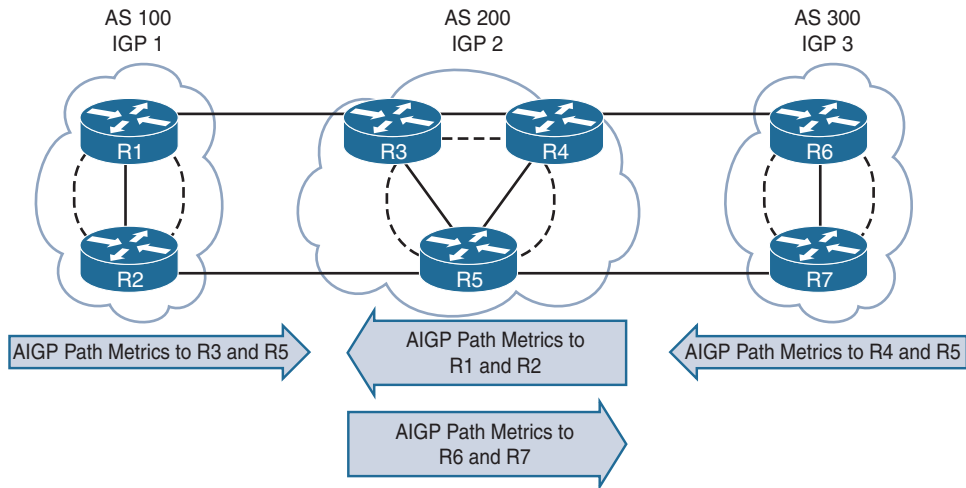 AS 100
IGP 1
AS 200
IGP 2
AS 300
IGP 3
R1
R3
R4
R6
R2
R5
R7
AIGP Path Metrics to R3 and R5
AIGP Path Metrics to
R1 and R2
AIGP Path Metrics to R4 and R5
AIGP Path Metrics to
R6 and R7